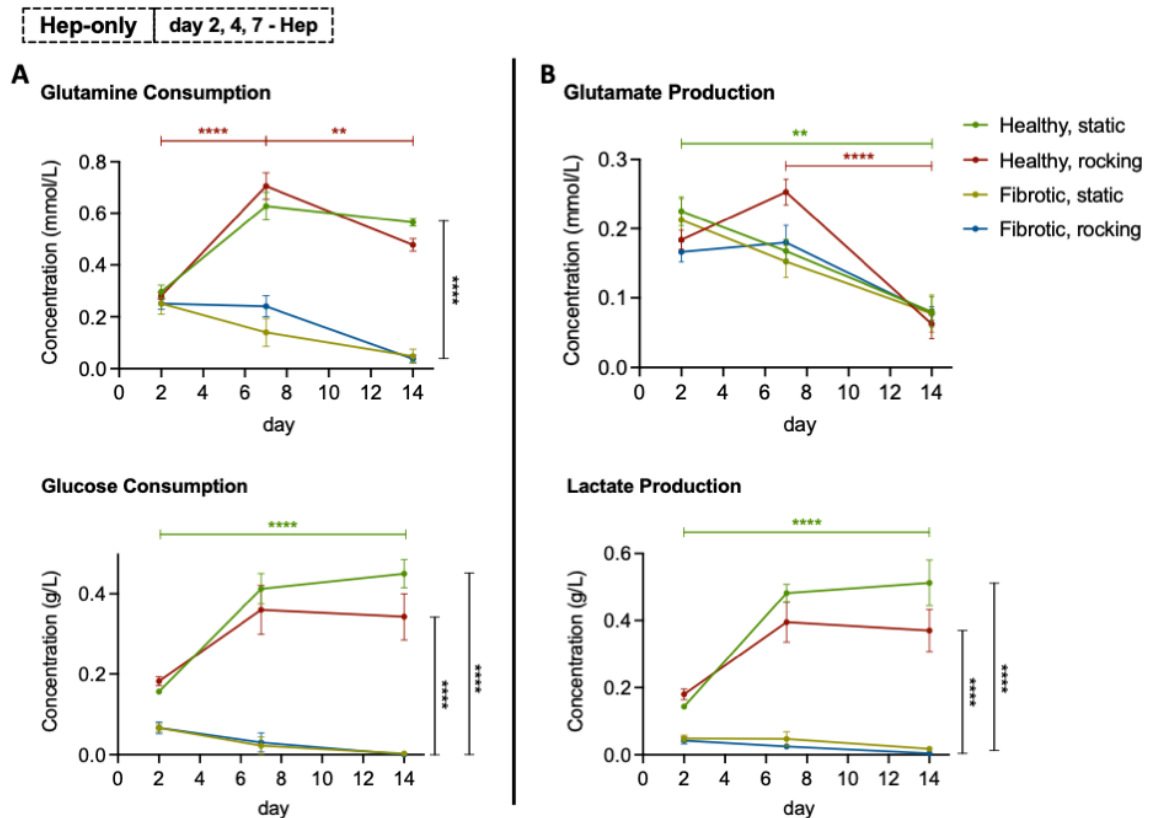 Hep-only day 2, 4, 7 - Hep
A
Glutamine Consumption
**** **
Concentration (mmol/L)
0.8
0.6
0.4
0.2
0.0
0 2 4 6 8 10 12 14
day
****
B
Glutamate Production
**
****
Concentration (mmol/L)
0.3
0.2
0.1
0.0
0 2 4 6 8 10 12 14
day
Healthy, static
Healthy, rocking
Fibrotic, static
Fibrotic, rocking
Glucose Consumption
****
Concentration (g/L)
0.4
0.2
0.0
0 2 4 6 8 10 12 14
day
****
****
Lactate Production
****
Concentration (g/L)
0.6
0.4
0.2
0.0
0 2 4 6 8 10 12 14
day
****
****